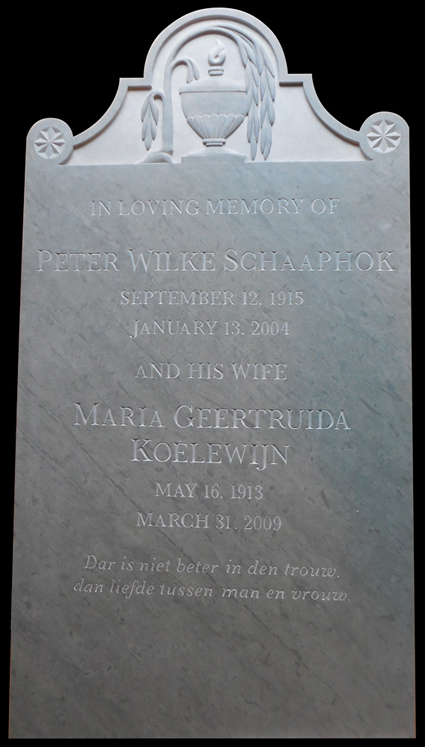 IN LOVING MEMORY OF
PETER WILKE SCHAAPHOK
SEPTEMBER 12. 1915
JANUARY 13. 2004
AND HIS WIFE
MARIA GEERTRUIDA
KOELEWIJN
MAY 16. 1913
MARCH 31. 2009
Dar is niet beter in den trouw.
dan liefde tussen man en vrouw.